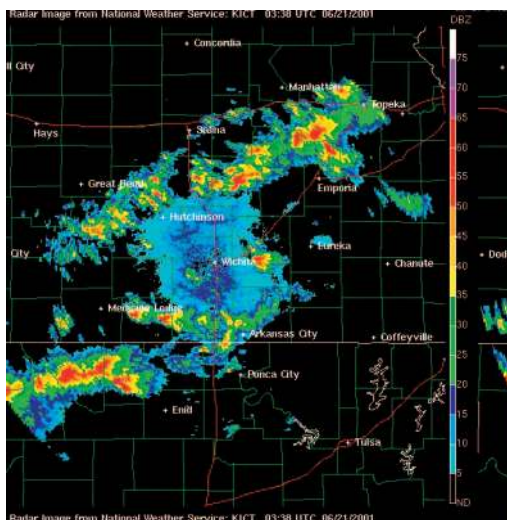 Radar Image from National Weather Service: KICT 03:38 UTC 06/21/2001
DBZ
Concordia
ll City
75
Manhattan
70
Topeka
65
Hays
Salina
60
55
Great Bend
Emporia
50
Hutchinson
45
City
Eureka
Wichita
Chanute
Dod
40
35
Medicine Lodge
30
Arkansas City
Coffeyville
25
Ponca City
20
Enid
15
Tulsa
10
5
ND
Radar Image from National Weather Service: KICT 03:38 UTC 06/21/2001